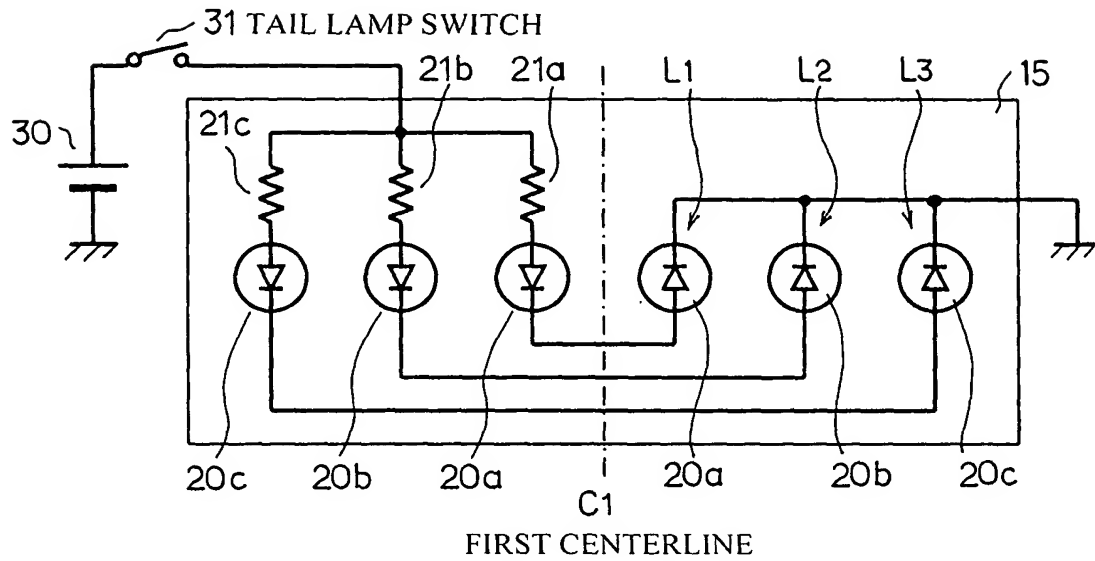 31 TAIL LAMP SWITCH
21b 21a L1 L2 L3 15
30 21c
20c 20b 20a 20a 20b 20c
C1
FIRST CENTERLINE